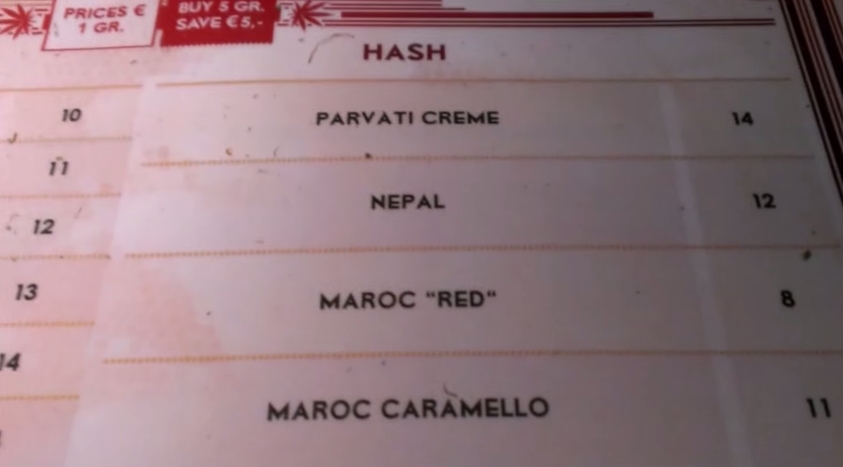 PRICES €
1 GR.
BUY 5 GR.
SAVE €5,-
HASH
10
PARVATI CREME 14
11
NEPAL 12
12
MAROC "RED" 8
13
14
MAROC CARAMELLO 11